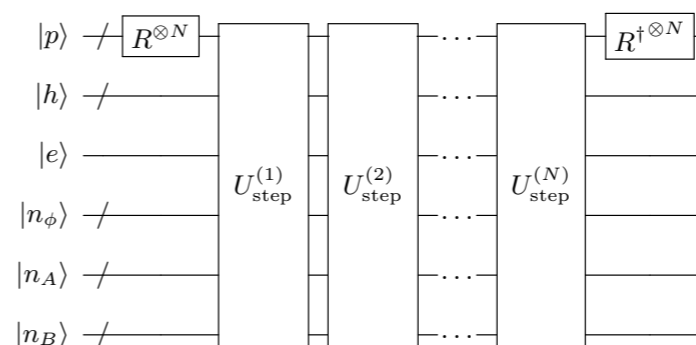 |p⟩ R^{⊗N} U_{step}^{(1)} U_{step}^{(2)} ... U_{step}^{(N)} R^{†⊗N}
|h⟩ ...
|e⟩ ...
|n_ϕ⟩ ...
|n_A⟩ ...
|n_B⟩ ...